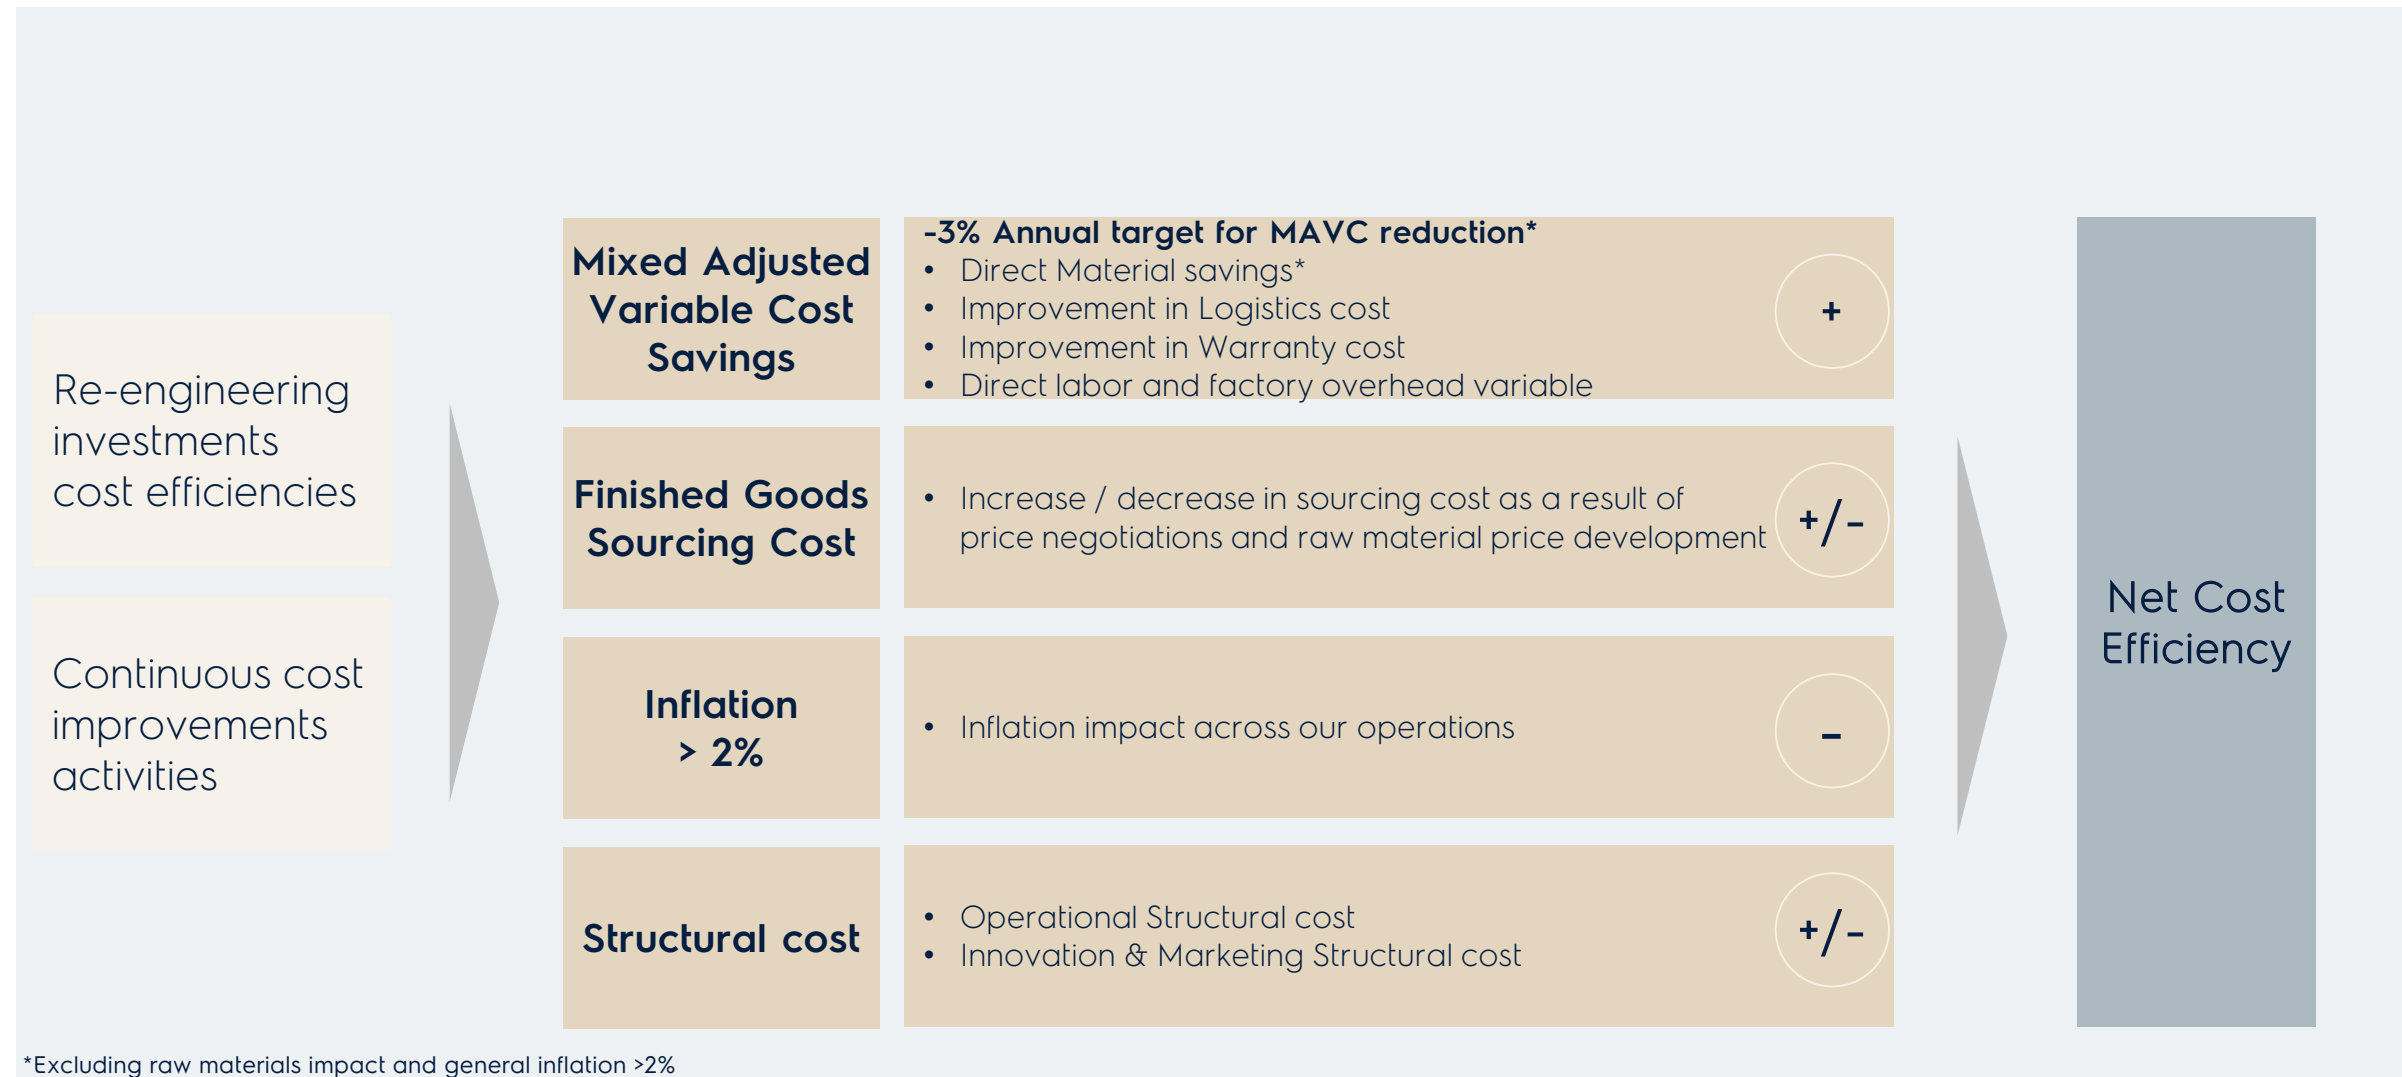 Re-engineering
investments
cost efficiencies
Continuous cost
improvements
activities
Mixed Adjusted
Variable Cost
Savings
-3% Annual target for MAVC reduction*
• Direct Material savings*
• Improvement in Logistics cost
• Improvement in Warranty cost
• Direct labor and factory overhead variable
+
Finished Goods
Sourcing Cost
• Increase / decrease in sourcing cost as a result of
price negotiations and raw material price development
+/-
Inflation
> 2%
• Inflation impact across our operations
-
Structural cost
• Operational Structural cost
• Innovation & Marketing Structural cost
+/-
Net Cost
Efficiency
*Excluding raw materials impact and general inflation >2%